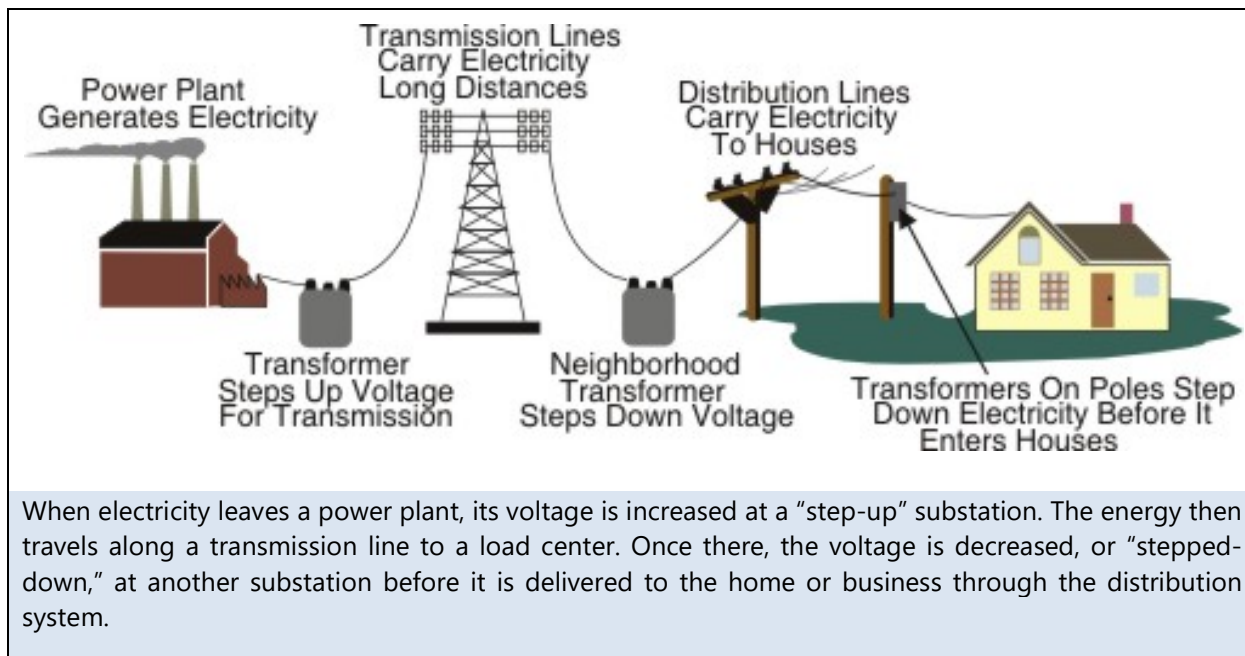 Power Plant
Generates Electricity
Transmission Lines
Carry Electricity
Long Distances
Distribution Lines
Carry Electricity
To Houses
Transformer
Steps Up Voltage
For Transmission
Neighborhood
Transformer
Steps Down Voltage
Transformers On Poles Step
Down Electricity Before It
Enters Houses
When electricity leaves a power plant, its voltage is increased at a “step-up” substation. The energy then
travels along a transmission line to a load center. Once there, the voltage is decreased, or “stepped-
down,” at another substation before it is delivered to the home or business through the distribution
system.